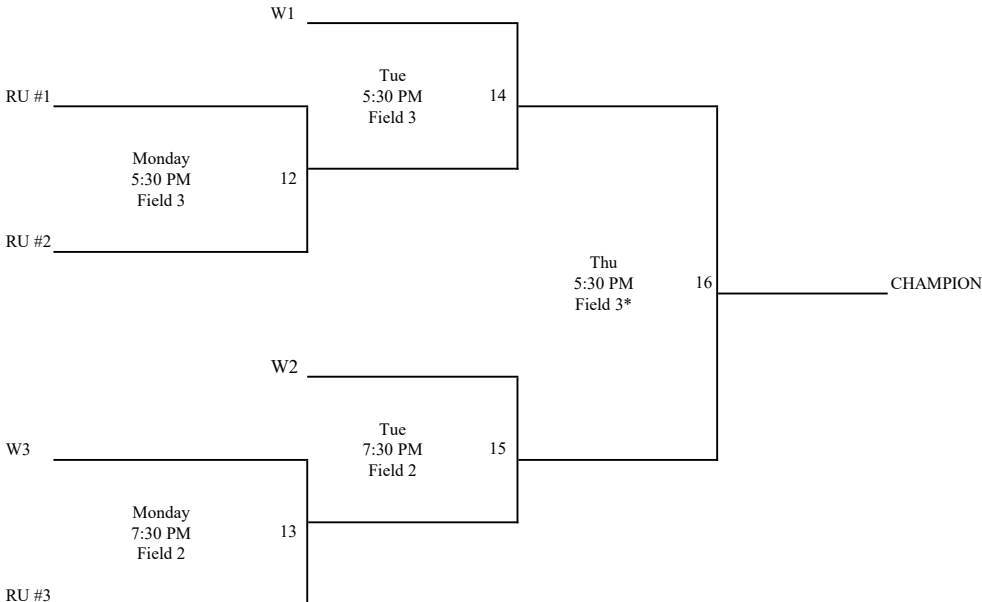 W1
Tue
5:30 PM
Field 3
14
RU #1
Monday
5:30 PM
Field 3
12
RU #2
Thu
5:30 PM
Field 3*
16
CHAMPION
W2
Tue
7:30 PM
Field 2
15
W3
Monday
7:30 PM
Field 2
13
RU #3